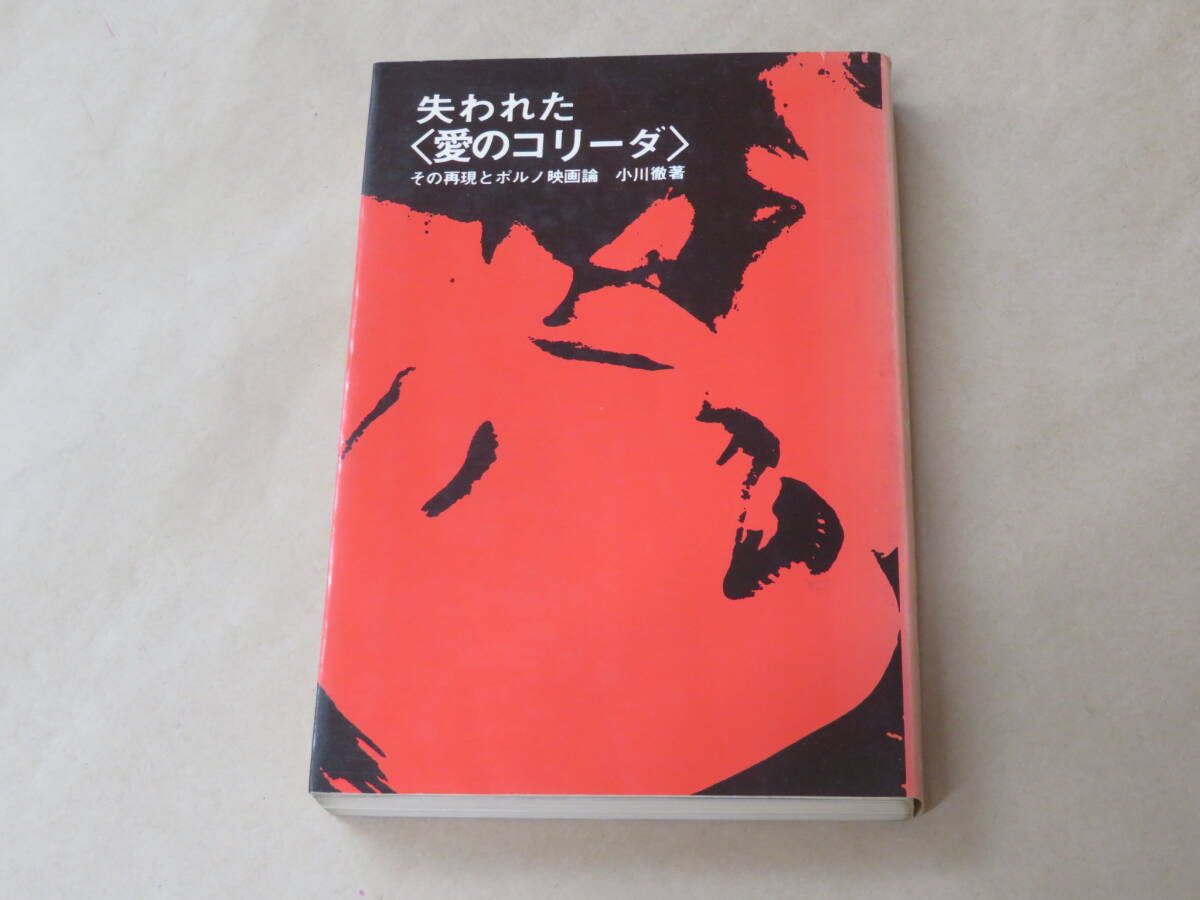 失われた
〈愛のコリーダ〉
その再現とポルノ映画論 小川徹著